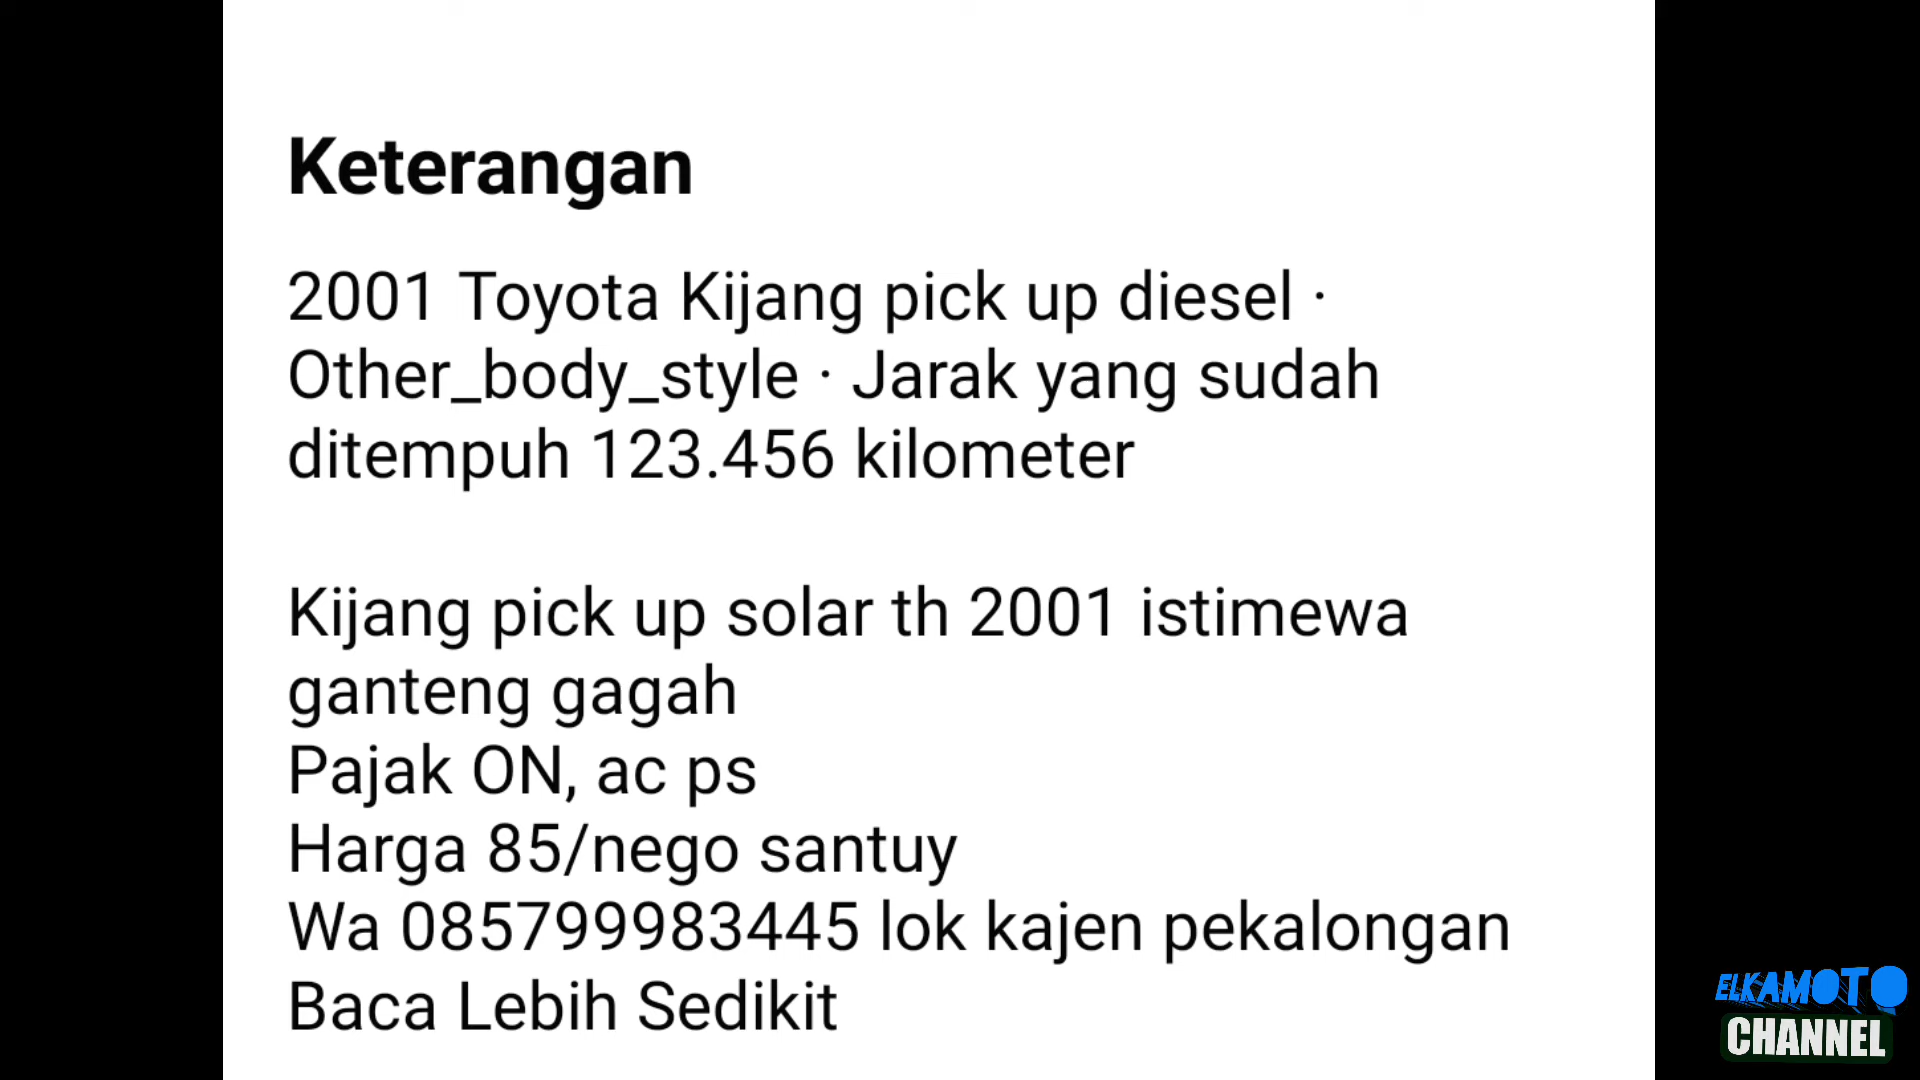 Keterangan
2001 Toyota Kijang pick up diesel ·
Other_body_style · Jarak yang sudah
ditempuh 123.456 kilometer
Kijang pick up solar th 2001 istimewa
ganteng gagah
Pajak ON, ac ps
Harga 85/nego santuy
Wa 085799983445 lok kajen pekalongan
Baca Lebih Sedikit
ELKAMOTO
CHANNEL